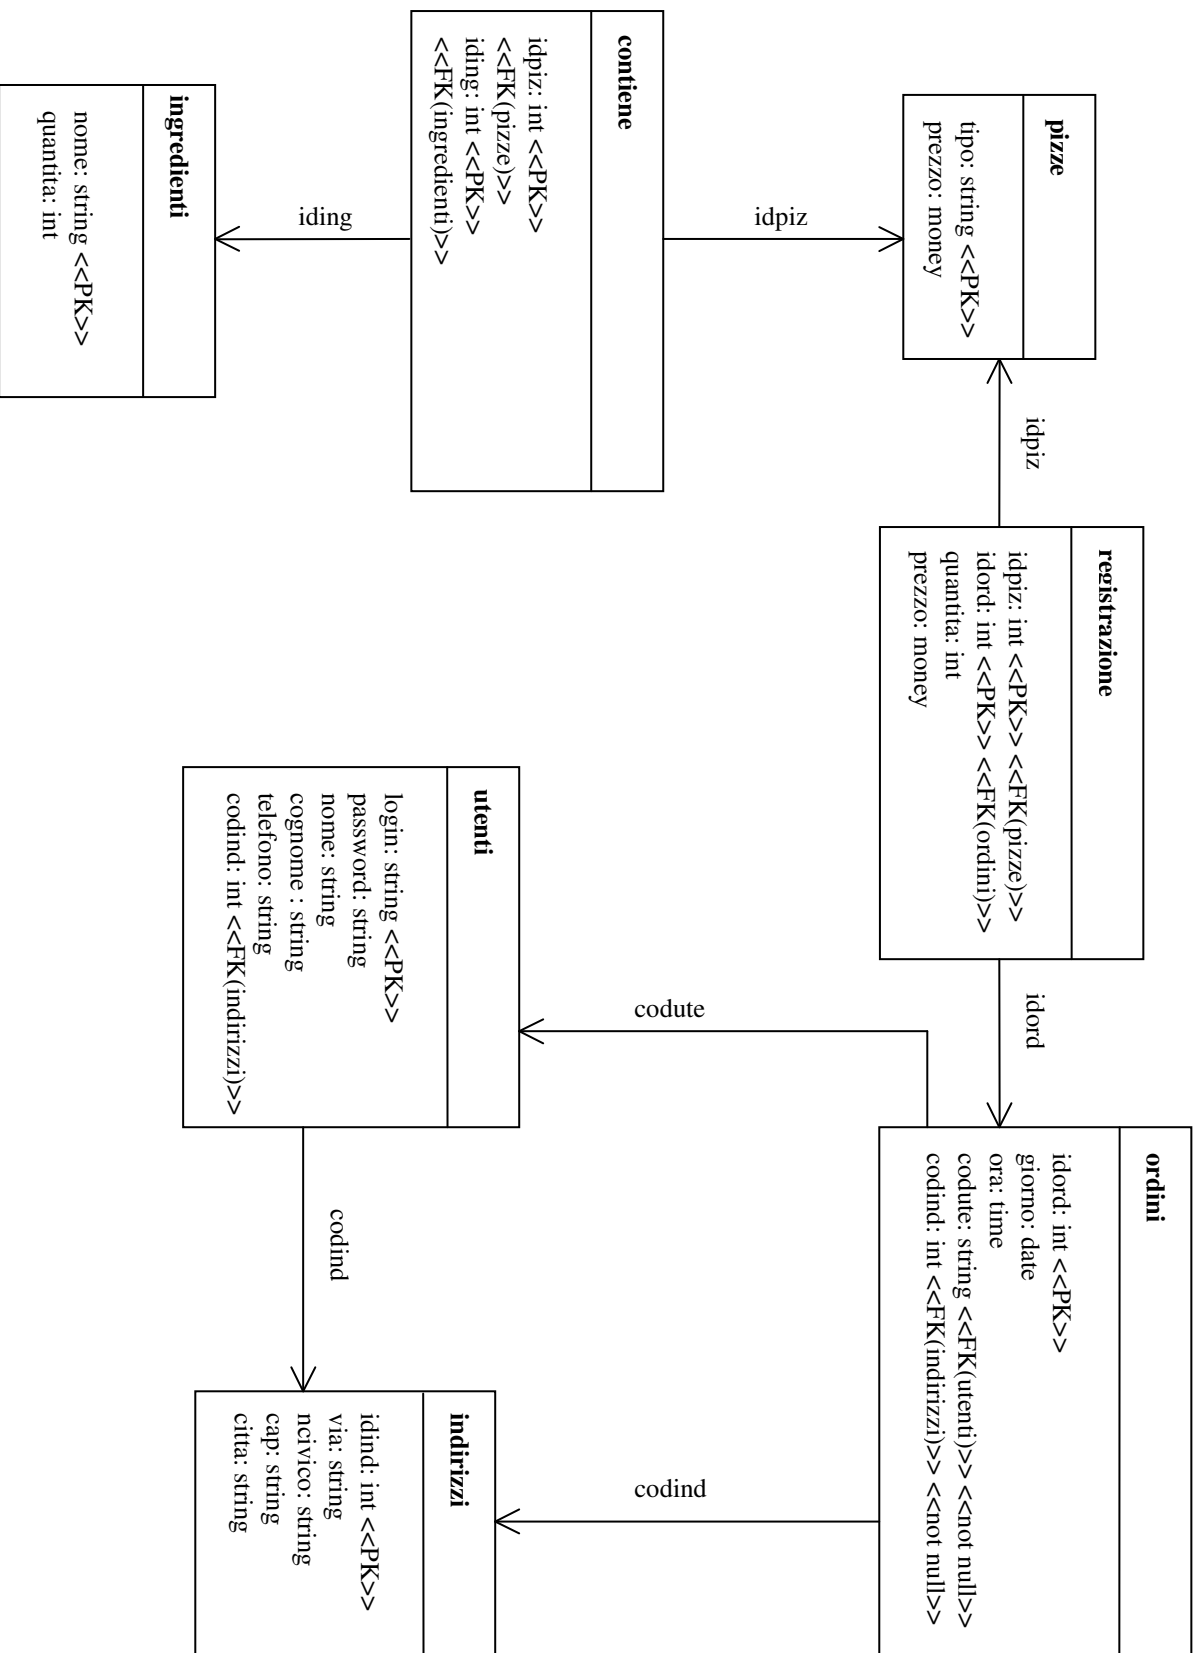 pizze
tipo: string <<PK>>
prezzo: money
idpiz
registrazione
idpiz: int <<PK>> <<FK(pizze)>>
idord: int <<PK>> <<FK(ordini)>>
quantita: int
prezzo: money
idord
ordini
idord: int <<PK>>
giorno: date
ora: time
codute: string <<FK(utenti)>> <<not null>>
codind: int <<FK(indirizzi)>> <<not null>>
idpiz
codute
codind
contiene
idpiz: int <<PK>>
<<FK(pizze)>>
iding: int <<PK>>
<<FK(ingredienti)>>
utenti
login: string <<PK>>
password: string
nome: string
cognome : string
telefono: string
codind: int <<FK(indirizzi)>>
codind
indirizzi
idind: int <<PK>>
via: string
ncivico: string
cap: string
citta: string
iding
ingredienti
nome: string <<PK>>
quantita: int